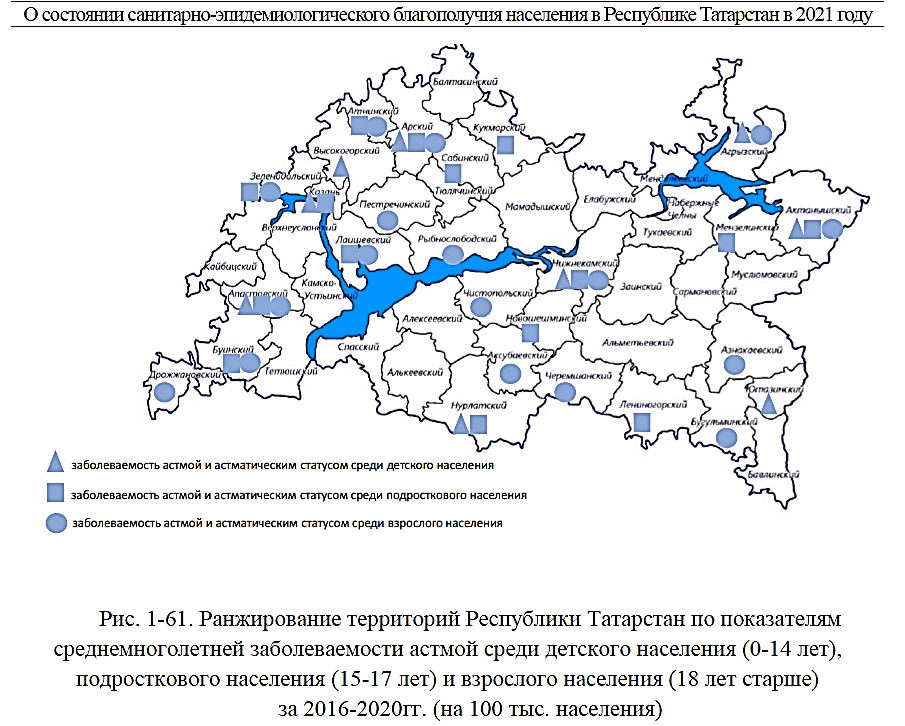 О состоянии санитарно-эпидемиологического благополучия населения в Республике Татарстан в 2021 году
Балтасинский
Атнинский
Арский
Кукморский
Агрызский
Высокогорский
Сабинский
Зеленодольский
Казань
Тюлячинский
Менделеевский
Пестречинский
Мамадышский
Елабужский
Набережные
Челны
Актанышский
Верхнеуслонский
Лаишевский
Рыбнослободский
Тукаевский
Мензелинский
Кайбицкий
Нижнекамский
Муслюмовский
Камско-
Устьинский
Заинский
Сармановский
Апастовский
Чистопольский
Алексеевский
Новошешминский
Спасский
Буинский
Аксубаевский
Альметьевский
Азнакаевский
Дрожжановский
Тетюшский
Алькеевский
Черемшанский
Ютазинский
Нурлатский
Лениногорский
Бугульминский
Бавлинский
заболеваемость астмой и астматическим статусом среди детского населения
заболеваемость астмой и астматическим статусом среди подросткового населения
заболеваемость астмой и астматическим статусом среди взрослого населения
Рис. 1-61. Ранжирование территорий Республики Татарстан по показателям
среднемноголетней заболеваемости астмой среди детского населения (0-14 лет),
подросткового населения (15-17 лет) и взрослого населения (18 лет старше)
за 2016-2020гг. (на 100 тыс. населения)